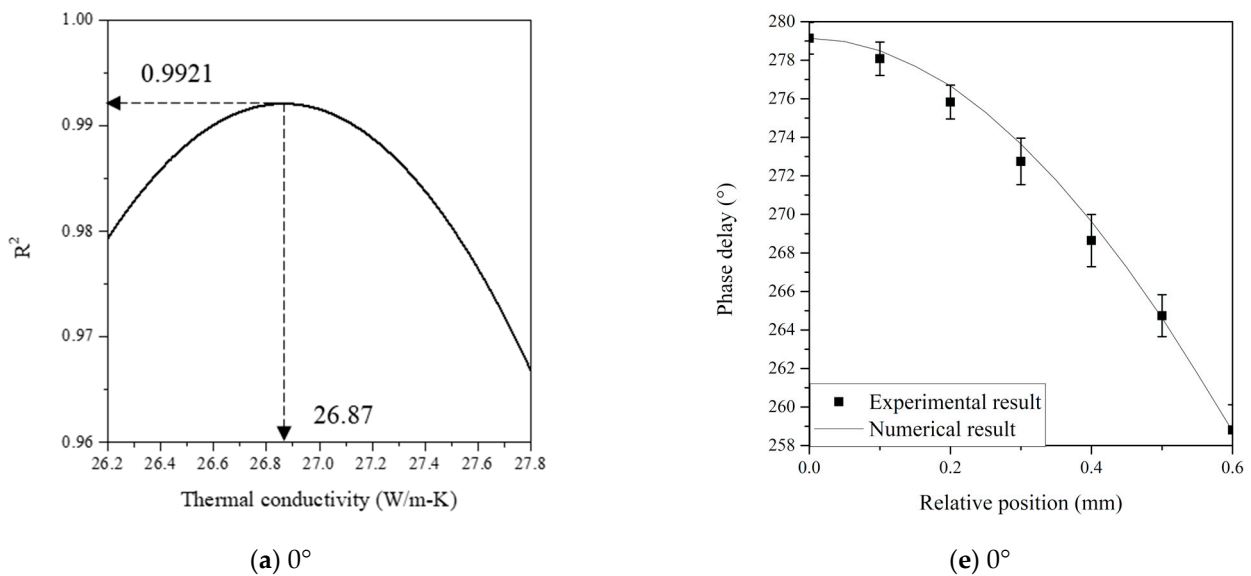 1.00
0.99
0.98
0.97
0.96
R²
0.9921
26.87
26.2 26.4 26.6 26.8 27.0 27.2 27.4 27.6 27.8
Thermal conductivity (W/m-K)
(a) 0°
280
278
276
274
272
270
268
266
264
262
260
258
Phase delay (°)
Experimental result
Numerical result
0.0 0.2 0.4 0.6
Relative position (mm)
(e) 0°